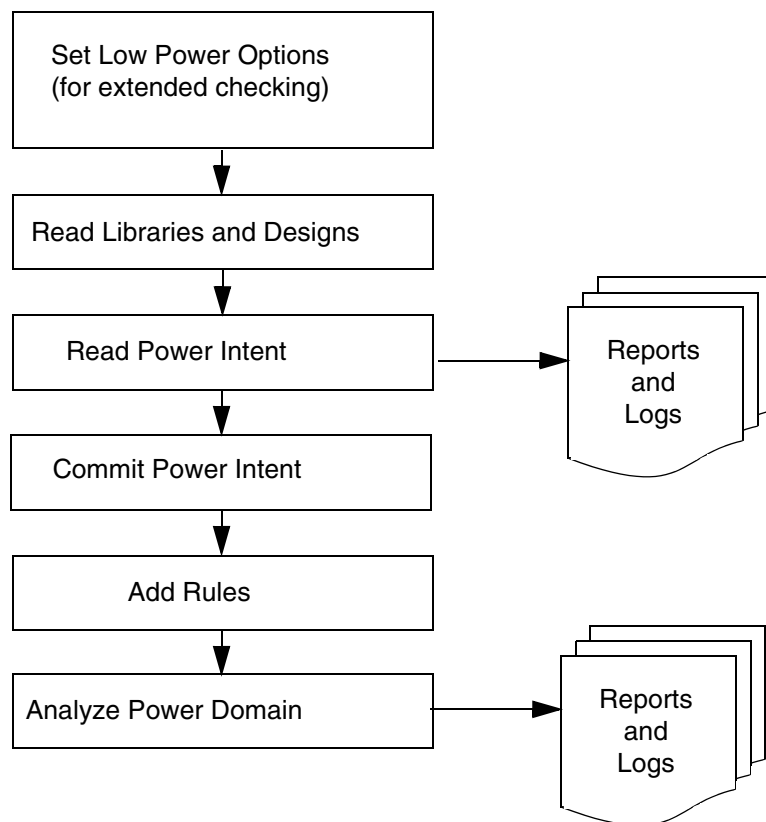 Set Low Power Options
(for extended checking)
Read Libraries and Designs
Read Power Intent
Reports
and
Logs
Commit Power Intent
Add Rules
Analyze Power Domain
Reports
and
Logs